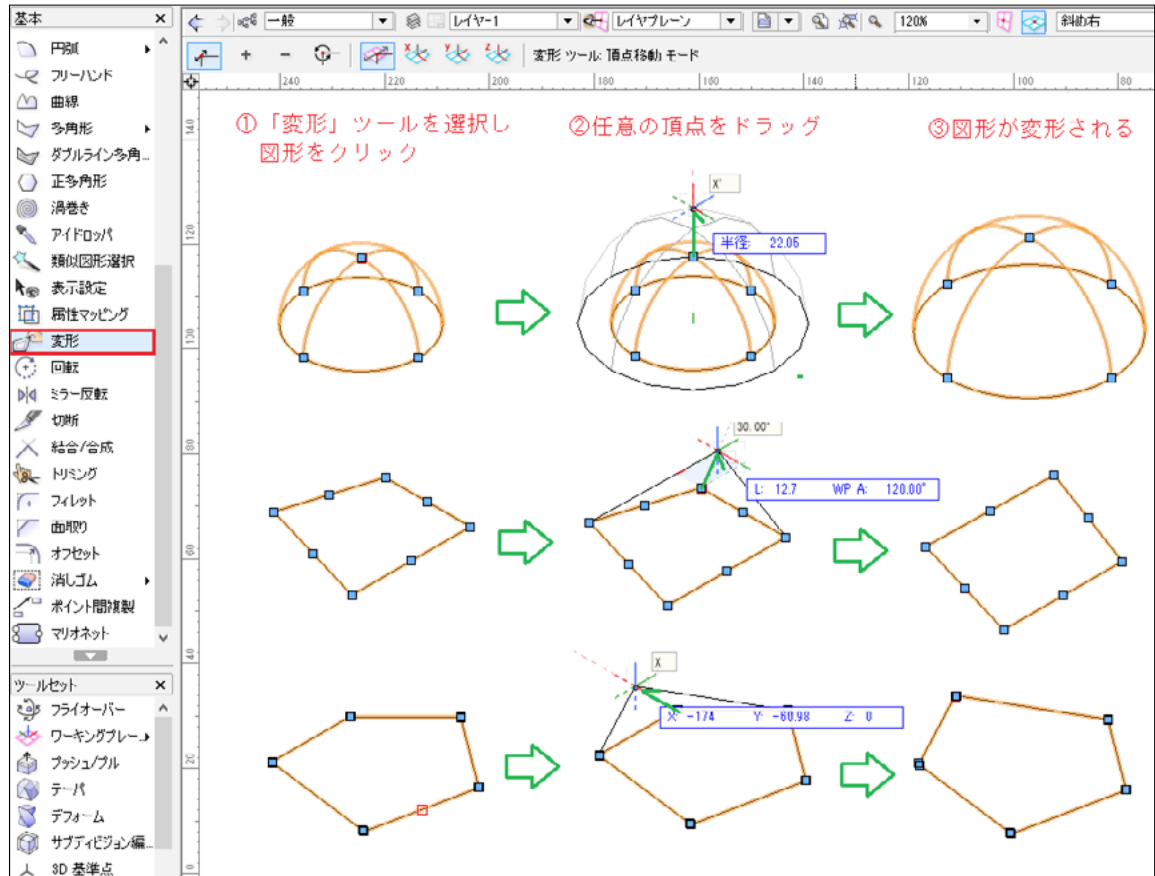 基本
一般
レイヤ-1
レイヤプレーン
120%
斜め右
変形 ツール: 頂点移動 モード
240
220
200
180
160
140
120
100
80
円弧
フリーハンド
曲線
多角形
ダブルライン多角...
正多角形
渦巻き
アイドロッパ
類似図形選択
表示設定
属性マッピング
変形
回転
ミラー反転
切断
結合/合成
トリミング
フィレット
面取り
オフセット
消しゴム
ポイント間複製
マリオネット
ツールセット
フライオーバー
ワーキングプレー...
プッシュ/プル
テーパ
デフォーム
サブディビジョン編...
3D 基準点
140
120
100
80
60
40
20
0
①「変形」ツールを選択し
図形をクリック
②任意の頂点をドラッグ
③図形が変形される
X'
半径: 22.05
30.00°
L: 12.7 WP A: 120.00°
X
X: -174 Y: -60.98 Z: 0